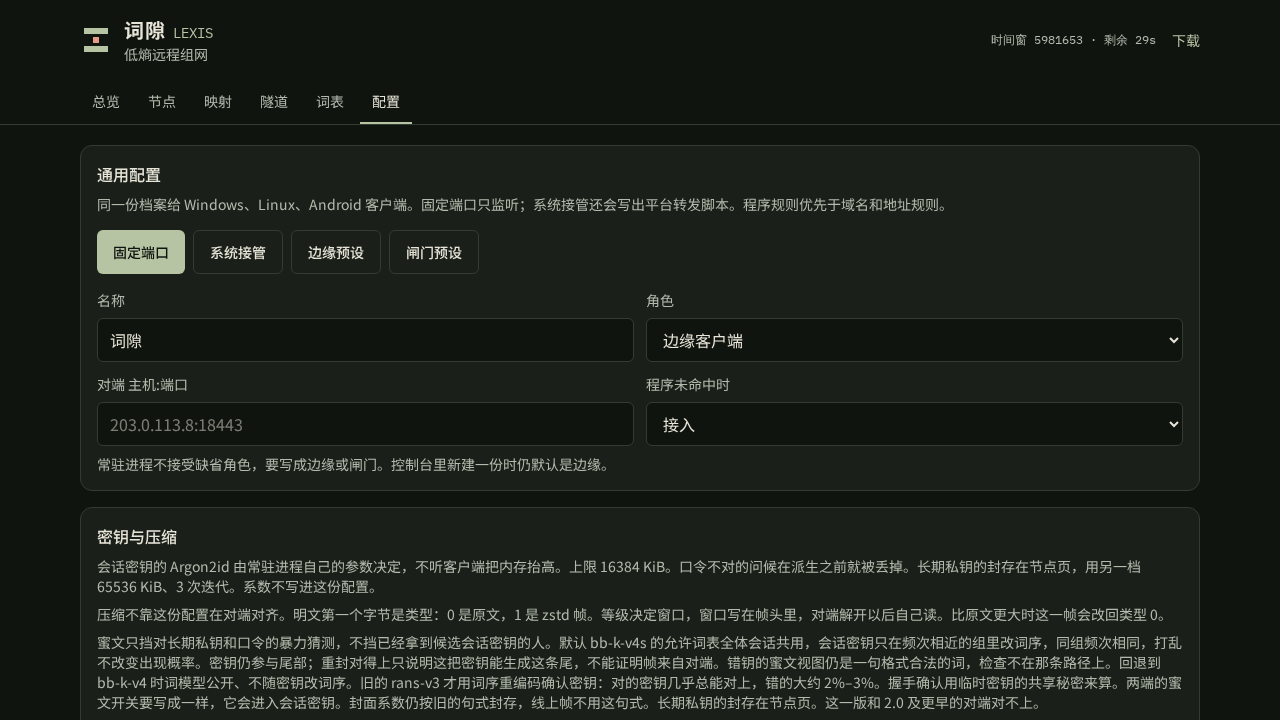 词隙 LEXIS
低熵远程组网
时间窗 5981653 · 剩余 29s 下载
总览 节点 映射 隧道 词表 配置
通用配置
同一份档案给 Windows、Linux、Android 客户端。固定端口只监听；系统接管还会写出平台转发脚本。程序规则优先于域名和地址规则。
固定端口 系统接管 边缘预设 闸门预设
名称 角色
词隙 边缘客户端
对端 主机:端口 程序未命中时
203.0.113.8:18443 接入
常驻进程不接受缺省角色，要写成边缘或闸门。控制台里新建一份时仍默认是边缘。
密钥与压缩
会话密钥的 Argon2id 由常驻进程自己的参数决定，不听客户端把内存抬高。上限 16384 KiB。口令不对的问候在派生之前就被丢掉。长期私钥的封存在节点页，用另一档
65536 KiB、3 次迭代。系数不写进这份配置。
压缩不靠这份配置在对端对齐。明文第一个字节是类型：0 是原文，1 是 zstd 帧。等级决定窗口，窗口写在帧头里，对端解开以后自己读。比原文更大时这一帧会改回类型 0。
蜜文只挡对长期私钥和口令的暴力猜测，不挡已经拿到候选会话密钥的人。默认 bb-k-v4s 的允许词表全体会话共用，会话密钥只在频次相近的组里改词序，同组频次相同，打乱
不改变出现概率。密钥仍参与尾部；重封对得上只说明这把密钥能生成这条尾，不能证明帧来自对端。错钥的蜜文视图仍是一句格式合法的词，检查不在那条路径上。回退到
bb-k-v4 时词模型公开、不随密钥改词序。旧的 rans-v3 才用词序重编码确认密钥：对的密钥几乎总能对上，错的大约 2%–3%。握手确认用临时密钥的共享秘密来算。两端的蜜
文开关要写成一样，它会进入会话密钥。封面系数仍按旧的句式封存，线上帧不用这句式。长期私钥的封存在节点页。这一版和 2.0 及更早的对端对不上。